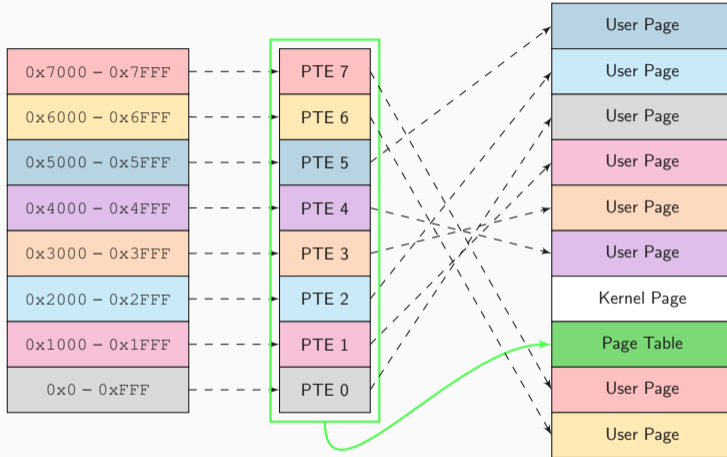 0x7000 – 0x7FFF
0x6000 – 0x6FFF
0x5000 – 0x5FFF
0x4000 – 0x4FFF
0x3000 – 0x3FFF
0x2000 – 0x2FFF
0x1000 – 0x1FFF
0x0 – 0xFFF
PTE 7
PTE 6
PTE 5
PTE 4
PTE 3
PTE 2
PTE 1
PTE 0
User Page
User Page
User Page
User Page
User Page
User Page
Kernel Page
Page Table
User Page
User Page